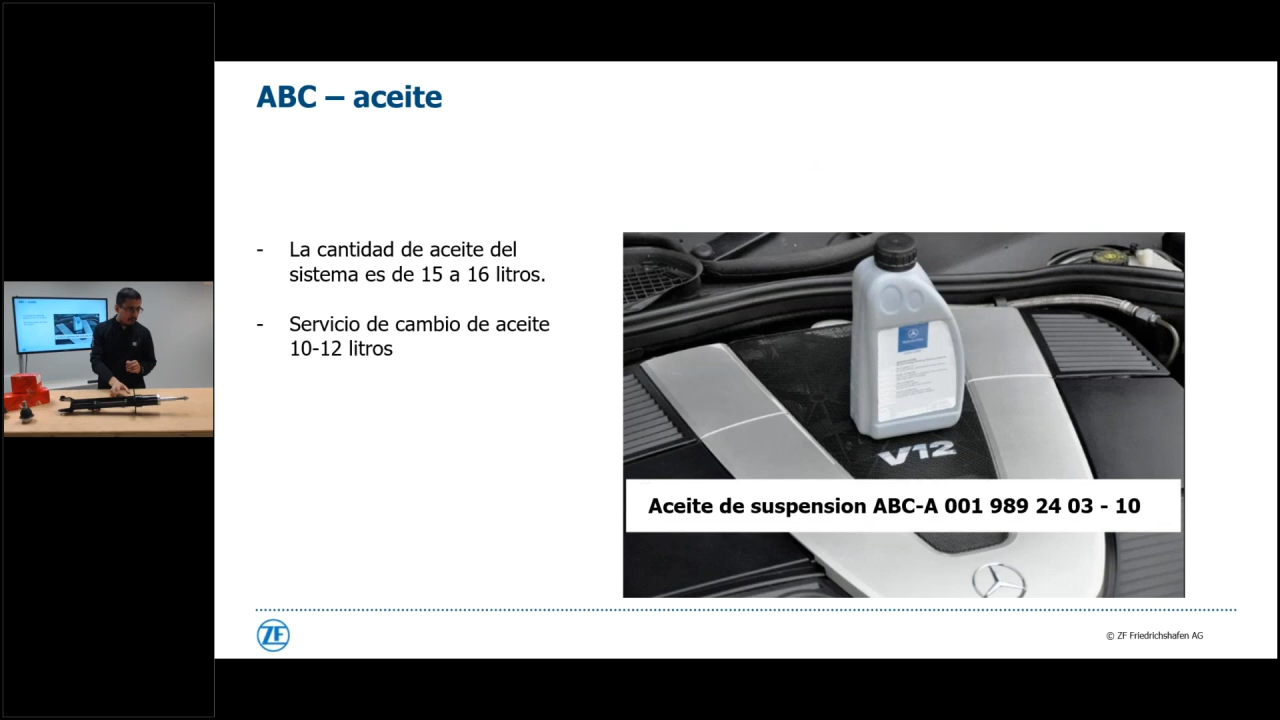 ABC – aceite
- La cantidad de aceite del
sistema es de 15 a 16 litros.
- Servicio de cambio de aceite
10-12 litros
V12
Aceite de suspension ABC-A 001 989 24 03 - 10
ZF
© ZF Friedrichshafen AG